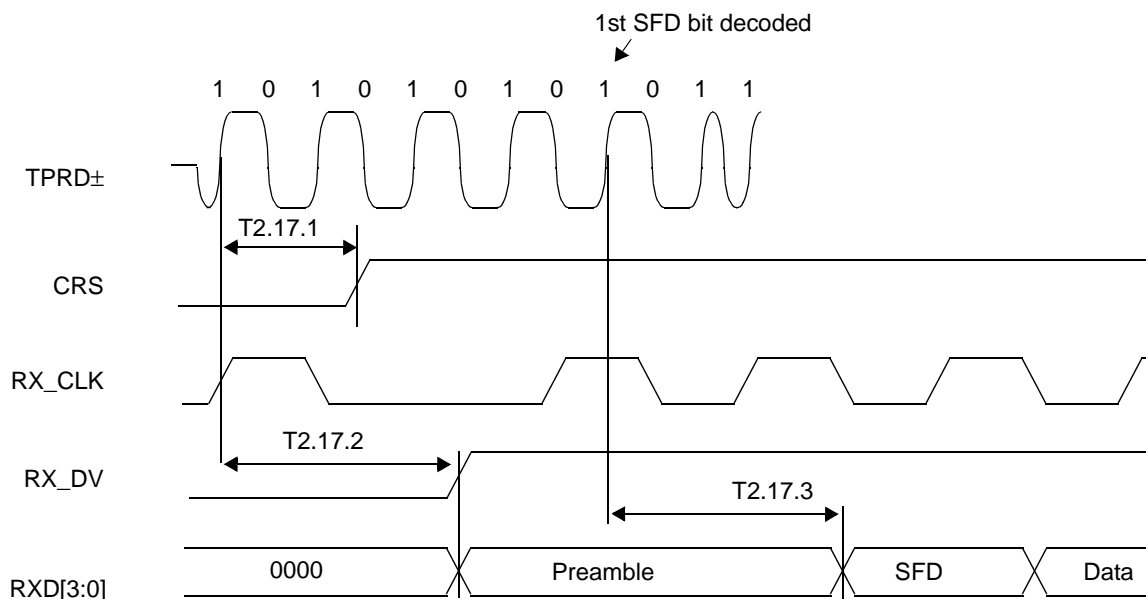 1st SFD bit decoded
1 0 1 0 1 0 1 0 1 0 1 1
TPRD±
T2.17.1
CRS
RX_CLK
T2.17.2
RX_DV
T2.17.3
0000 Preamble SFD Data
RXD[3:0]